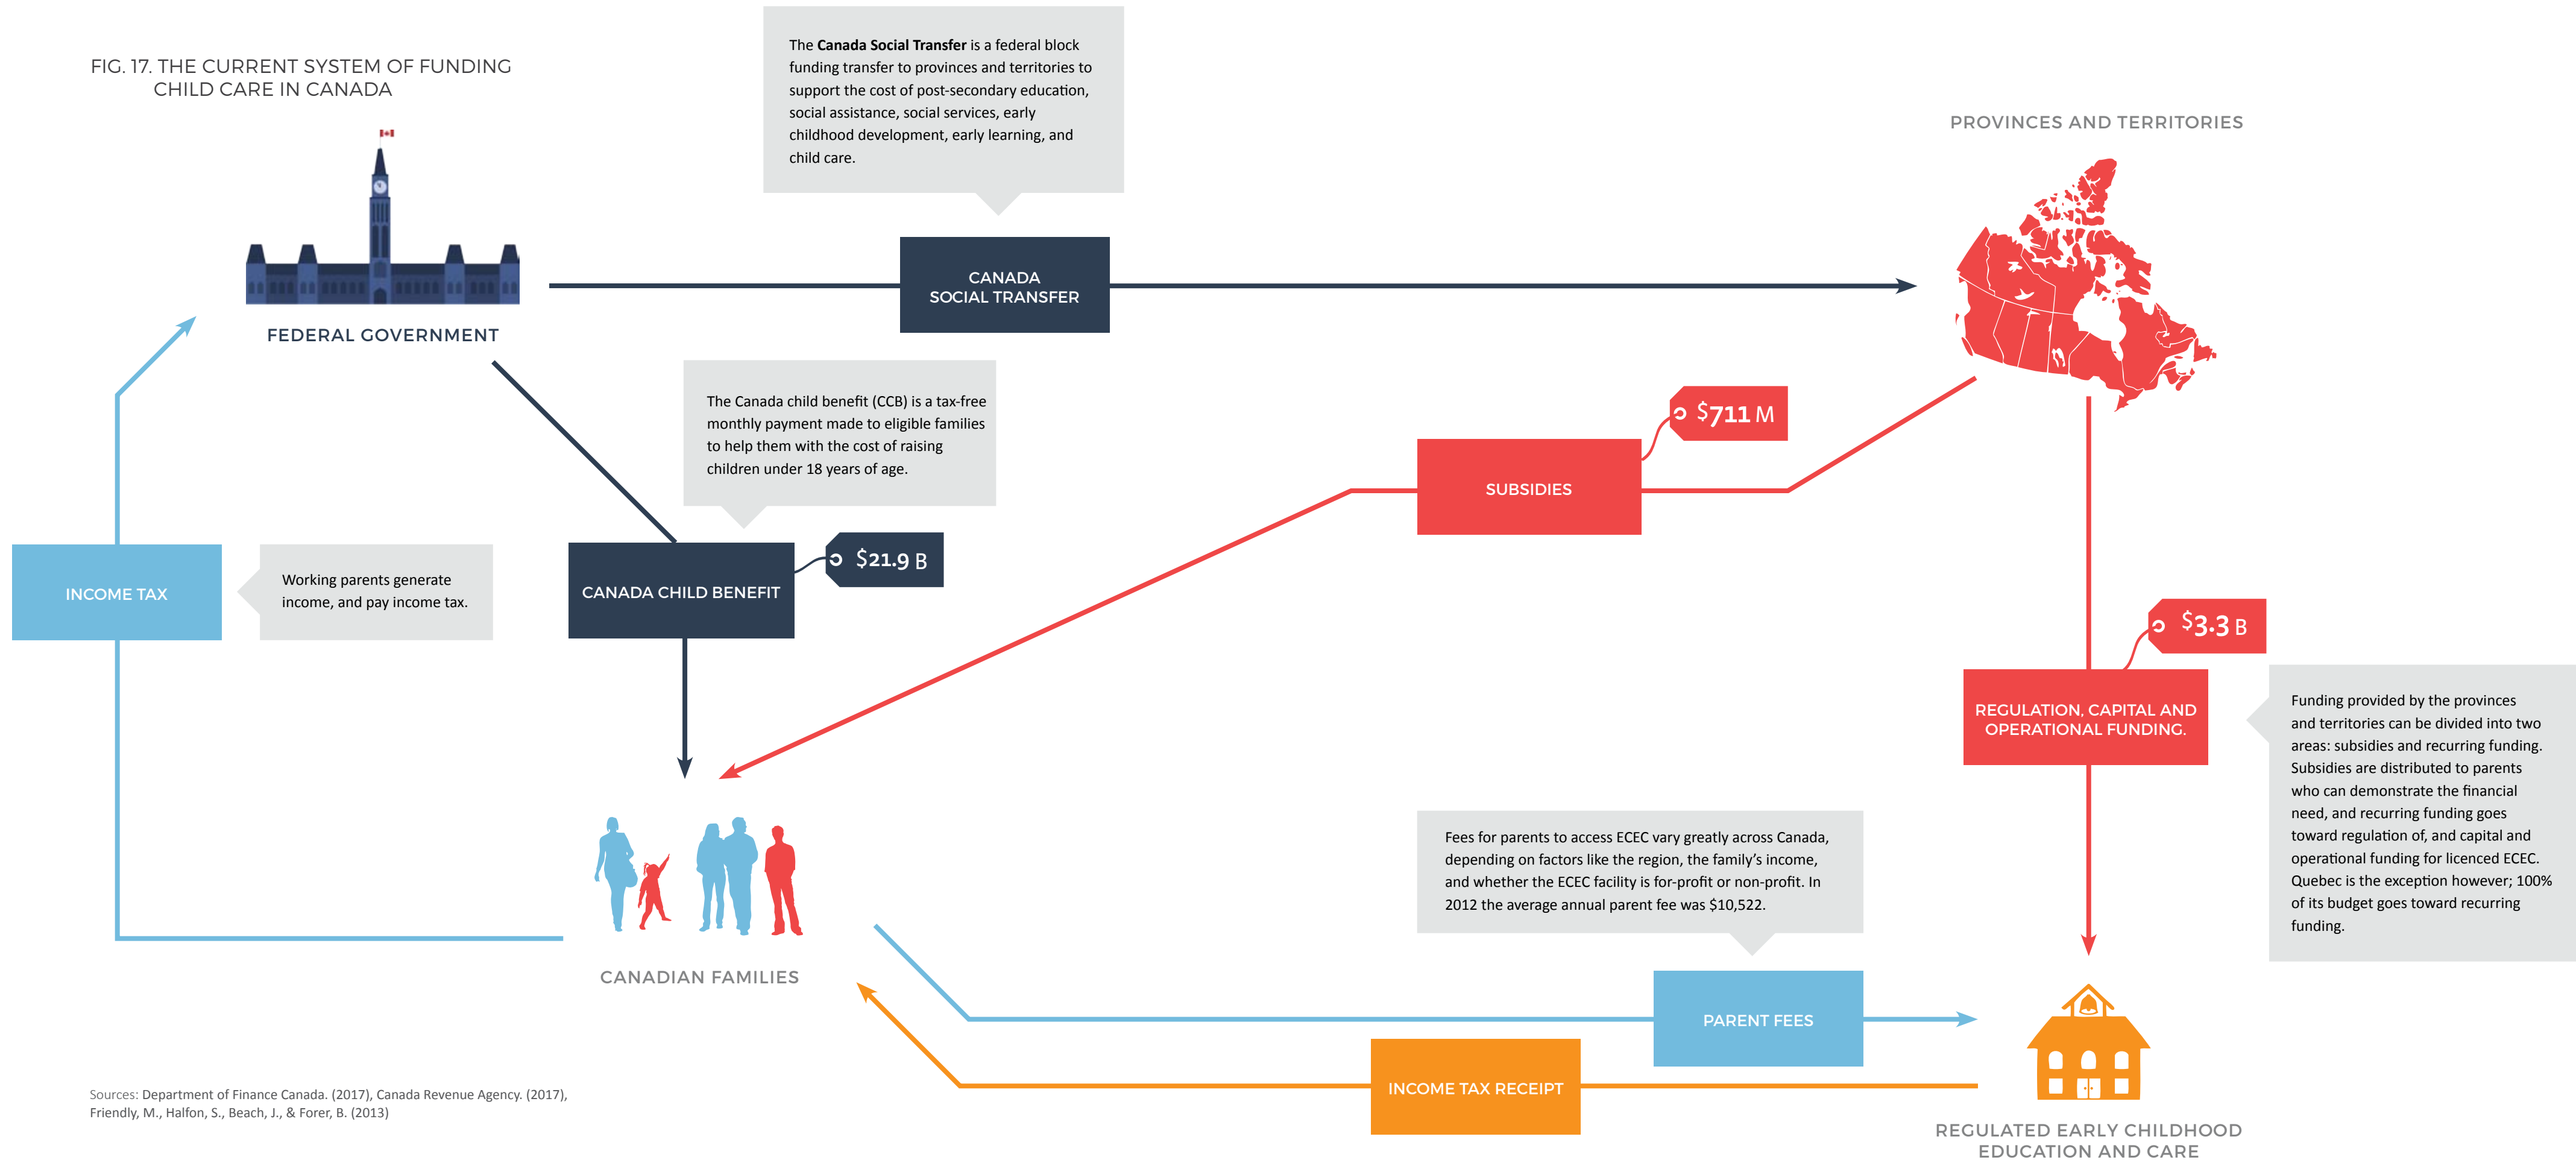 FIG. 17. THE CURRENT SYSTEM OF FUNDING
CHILD CARE IN CANADA
The Canada Social Transfer is a federal block
funding transfer to provinces and territories to
support the cost of post-secondary education,
social assistance, social services, early
childhood development, early learning, and
child care.
PROVINCES AND TERRITORIES
CANADA
SOCIAL TRANSFER
FEDERAL GOVERNMENT
The Canada child benefit (CCB) is a tax-free
monthly payment made to eligible families
to help them with the cost of raising
children under 18 years of age.
$711 M
SUBSIDIES
$21.9 B
CANADA CHILD BENEFIT
INCOME TAX
Working parents generate
income, and pay income tax.
$3.3 B
REGULATION, CAPITAL AND
OPERATIONAL FUNDING.
Funding provided by the provinces
and territories can be divided into two
areas: subsidies and recurring funding.
Subsidies are distributed to parents
who can demonstrate the financial
need, and recurring funding goes
toward regulation of, and capital and
operational funding for licenced ECEC.
Quebec is the exception however; 100%
of its budget goes toward recurring
funding.
Fees for parents to access ECEC vary greatly across Canada,
depending on factors like the region, the family's income,
and whether the ECEC facility is for-profit or non-profit. In
2012 the average annual parent fee was $10,522.
CANADIAN FAMILIES
PARENT FEES
INCOME TAX RECEIPT
REGULATED EARLY CHILDHOOD
EDUCATION AND CARE
Sources: Department of Finance Canada. (2017), Canada Revenue Agency. (2017),
Friendly, M., Halfon, S., Beach, J., & Forer, B. (2013)